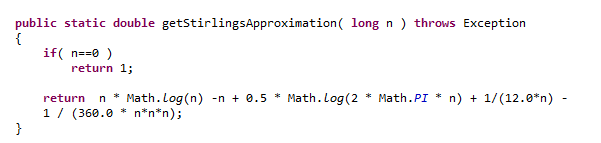 public static double getStirlingsApproximation( long n ) throws Exception
{
if( n==0 )
return 1;
return n * Math.log(n) -n + 0.5 * Math.log(2 * Math.PI * n) + 1/(12.0*n) -
1 / (360.0 * n*n*n);
}